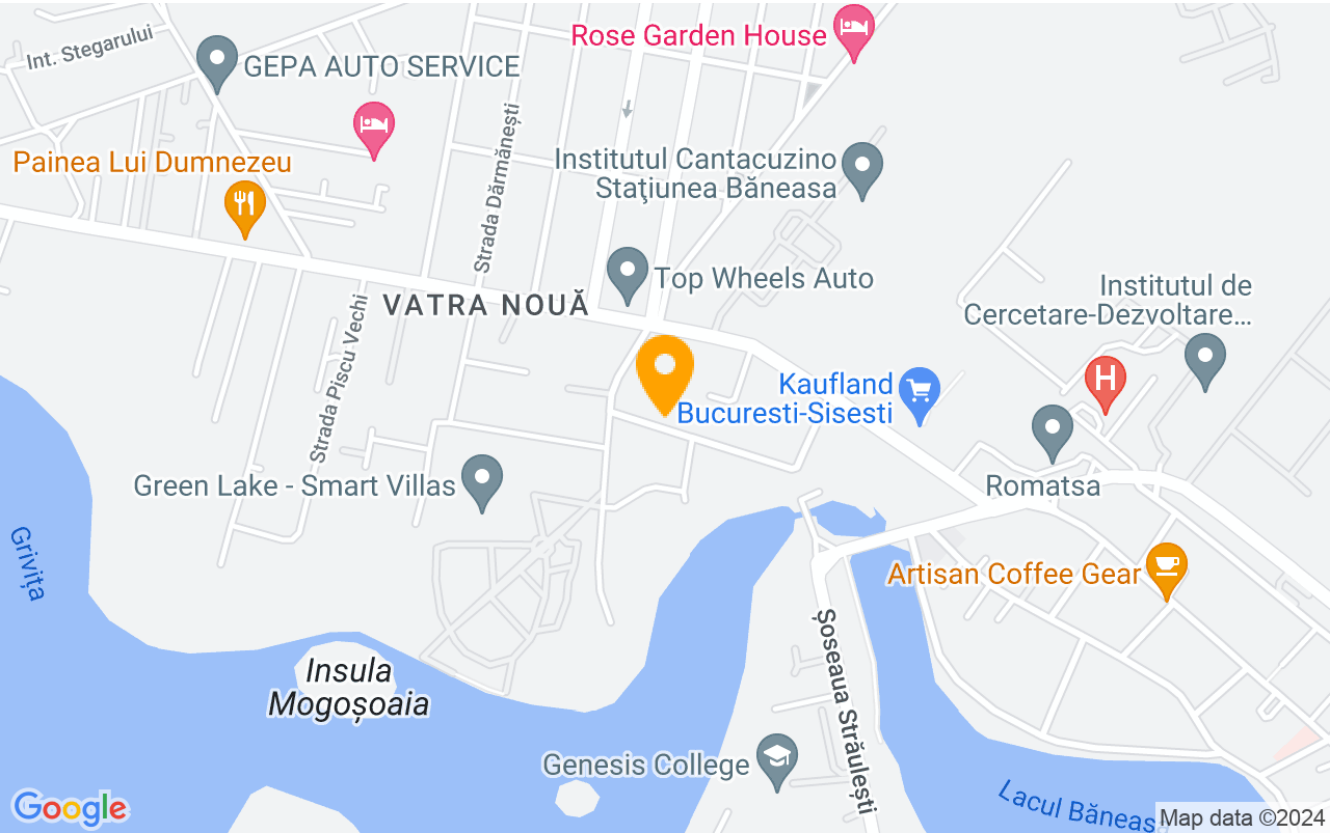 Rose Garden House
Int. Stegarului
GEPA AUTO SERVICE
Painea Lui Dumnezeu
Strada Dărmănești
Institutul Cantacuzino
Staţiunea Băneasa
Top Wheels Auto
VATRA NOUĂ
Institutul de
Cercetare-Dezvoltare...
Strada Piscu Vechi
H
Kaufland
Bucuresti-Sisesti
Green Lake - Smart Villas
Romatsa
Grivița
Artisan Coffee Gear
Insula
Mogoșoaia
Șoseaua Străulești
Genesis College
Lacul Băneas
Google
Map data ©2024